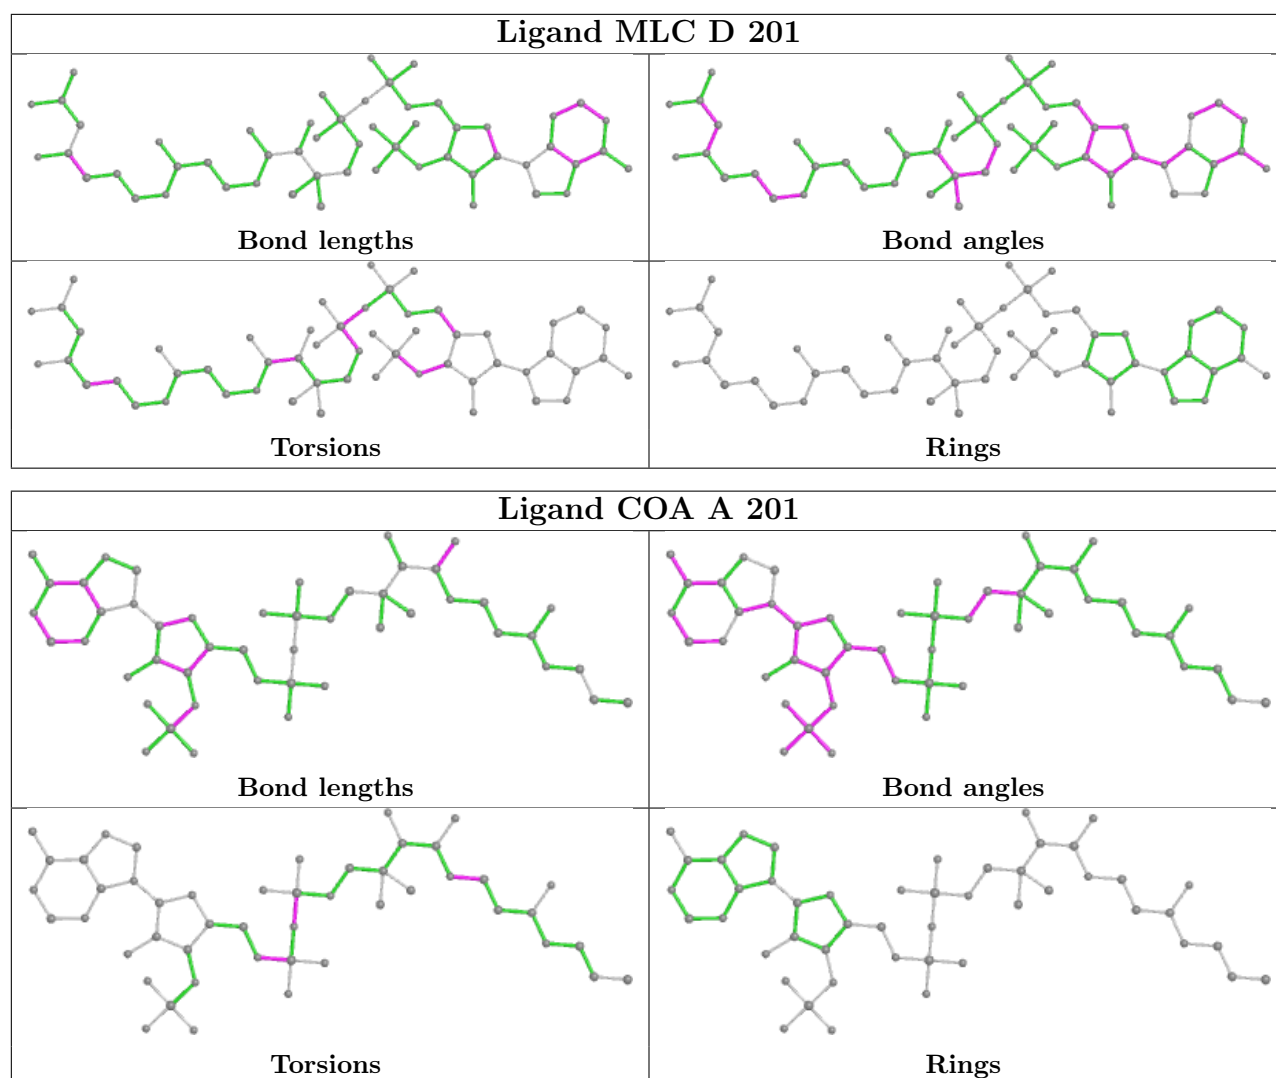 Ligand MLC D 201
Bond lengths
Bond angles
Torsions
Rings
Ligand COA A 201
Bond lengths
Bond angles
Torsions
Rings